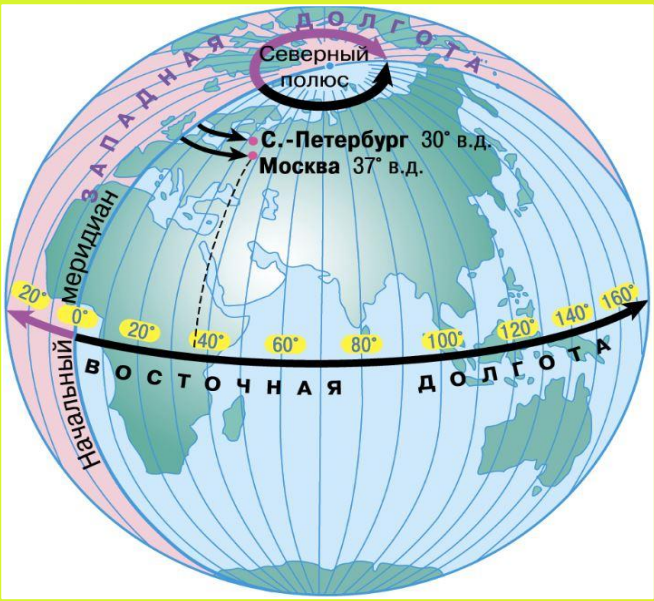 ЗАПАДНАЯ ДОЛГОТА
Северный
полюс
С.-Петербург 30° в.д.
Москва 37° в.д.
Начальный меридиан
20° 0° 20° 40° 60° 80° 100° 120° 140° 160°
ВОСТОЧНАЯ ДОЛГОТА